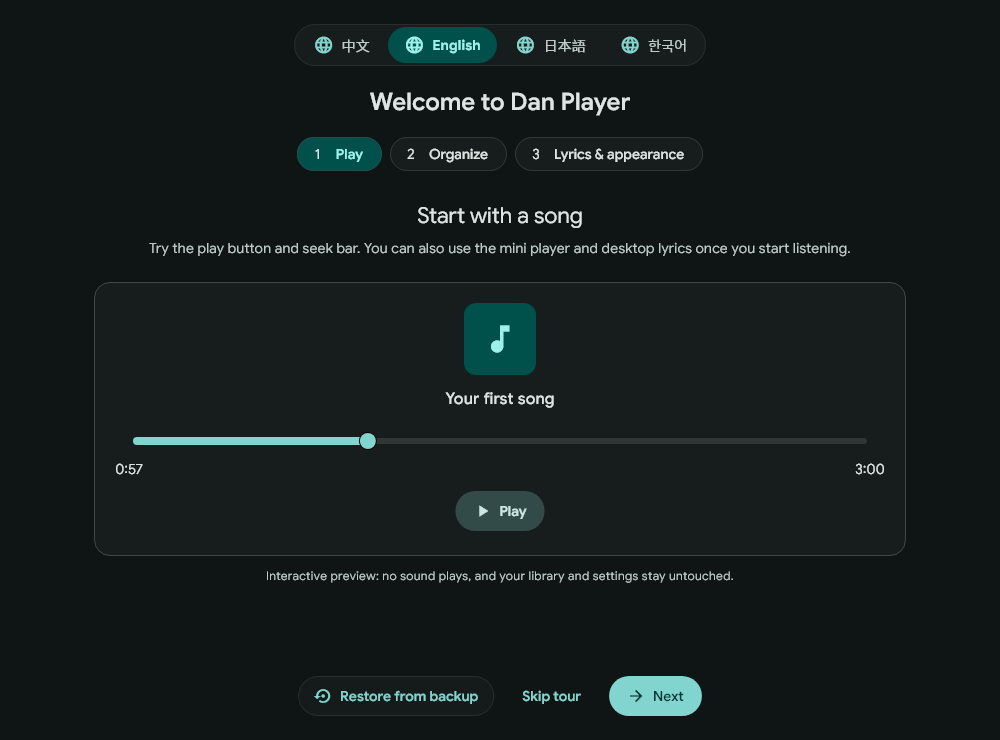 中文 English 日本語 한국어
Welcome to Dan Player
1 Play 2 Organize 3 Lyrics & appearance
Start with a song
Try the play button and seek bar. You can also use the mini player and desktop lyrics once you start listening.
Your first song
0:57 3:00
Play
Interactive preview: no sound plays, and your library and settings stay untouched.
Restore from backup Skip tour Next